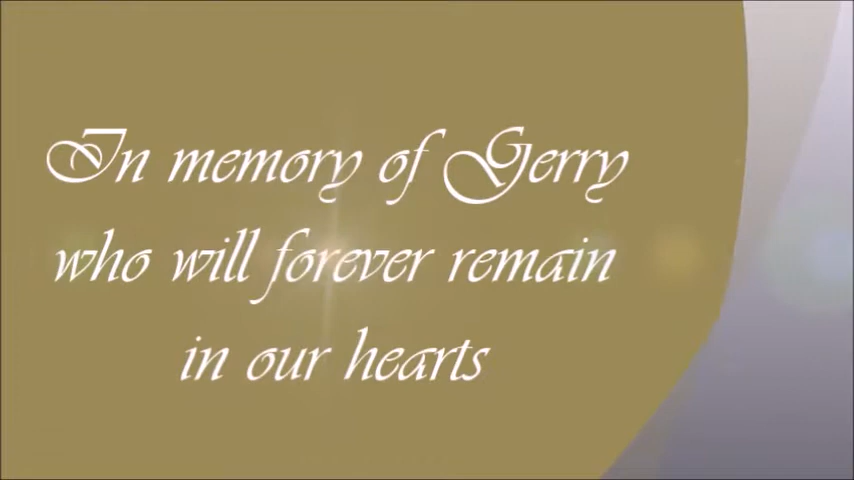 In memory of Gerry
who will forever remain
in our hearts